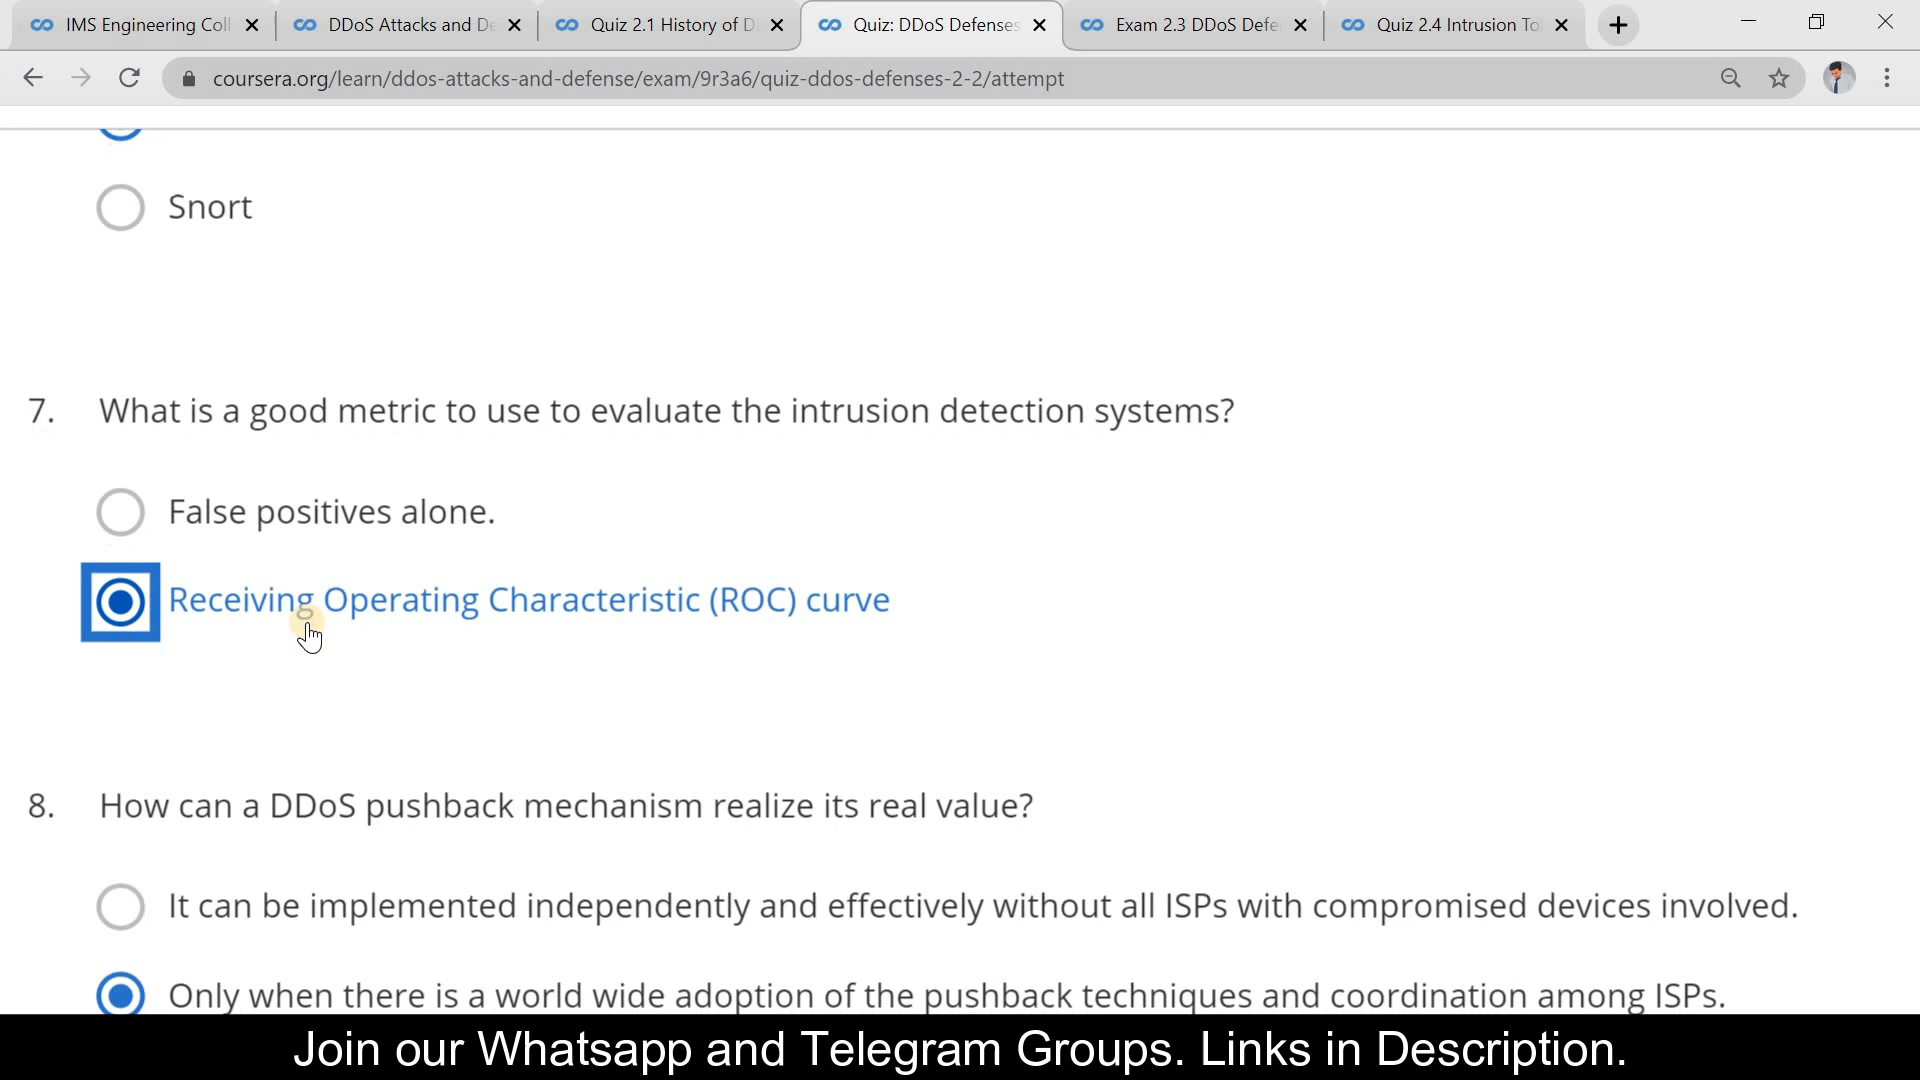 IMS Engineering Coll
DDoS Attacks and De
Quiz 2.1 History of D
Quiz: DDoS Defenses
Exam 2.3 DDoS Defe
Quiz 2.4 Intrusion To
coursera.org/learn/ddos-attacks-and-defense/exam/9r3a6/quiz-ddos-defenses-2-2/attempt
Snort
7. What is a good metric to use to evaluate the intrusion detection systems?
False positives alone.
Receiving Operating Characteristic (ROC) curve
8. How can a DDoS pushback mechanism realize its real value?
It can be implemented independently and effectively without all ISPs with compromised devices involved.
Only when there is a world wide adoption of the pushback techniques and coordination among ISPs.
Join our Whatsapp and Telegram Groups. Links in Description.